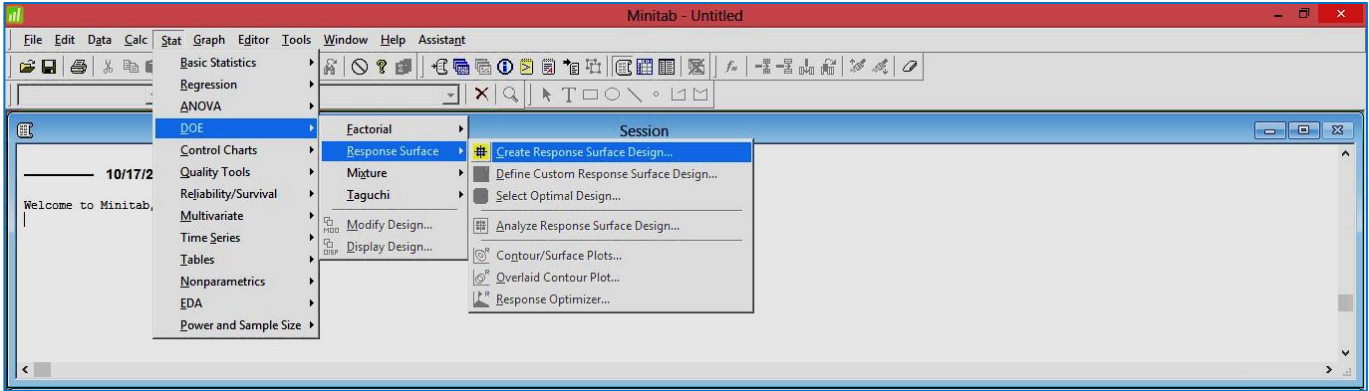 Minitab - Untitled
File Edit Data Calc Stat Graph Editor Tools Window Help Assistant
Basic Statistics
Regression
ANOVA
DOE
Control Charts
Quality Tools
Reliability/Survival
Multivariate
Time Series
Tables
Nonparametrics
EDA
Power and Sample Size
Factorial
Response Surface
Mixture
Taguchi
Modify Design...
Display Design...
Session
Create Response Surface Design...
Define Custom Response Surface Design...
Select Optimal Design...
Analyze Response Surface Design...
Contour/Surface Plots...
Overlaid Contour Plot...
Response Optimizer...
10/17/2
Welcome to Minitab,